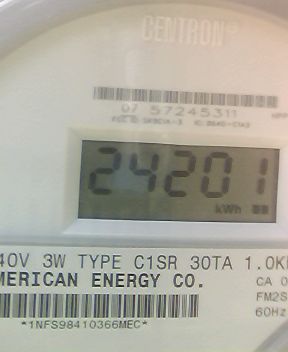 CENTRON®
07 57245311
24201
kWh
40V 3W TYPE C1SR 30TA 1.0K
MERICAN ENERGY CO.
CA 0
FM2S
60Hz
*1NFS98410366MEC*